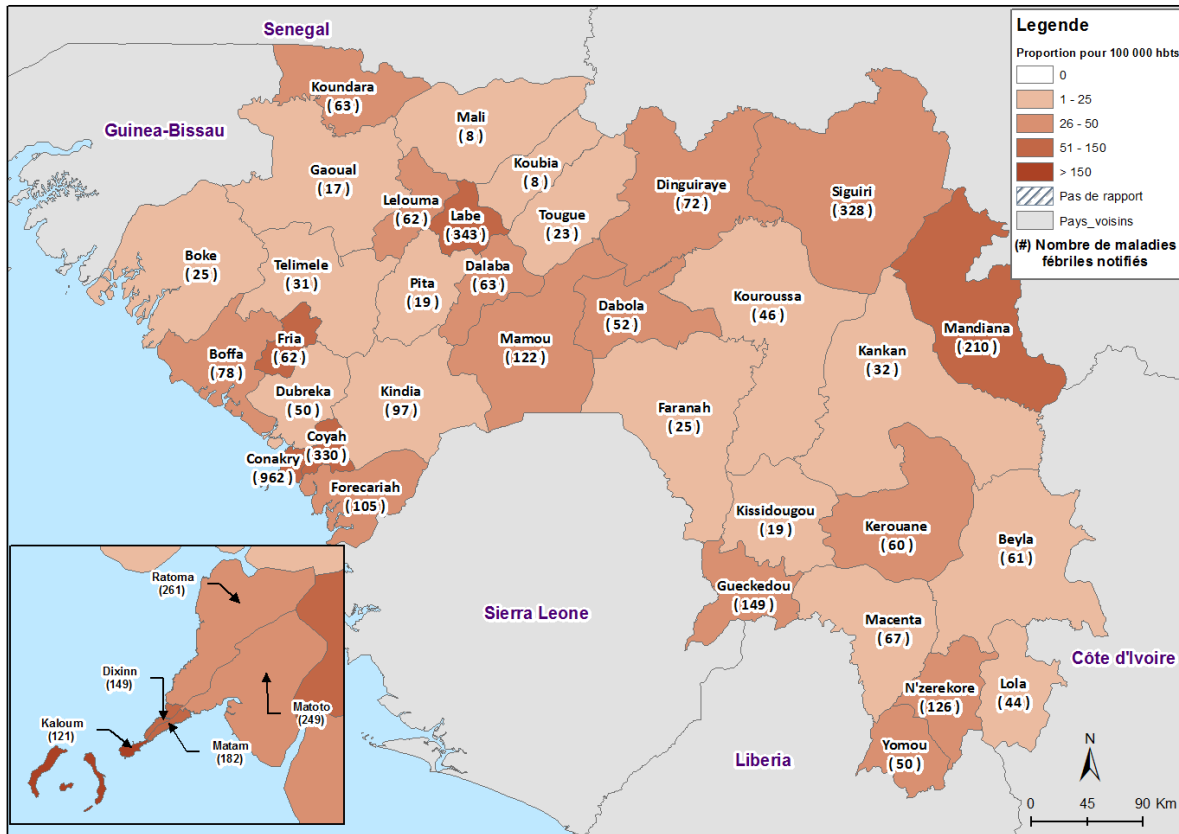 Senegal
Guinea-Bissau
Koundara
( 63 )
Mali
( 8 )
Koubia
( 8 )
Gaoual
( 17 )
Lelouma
( 62 )
Labe
( 343 )
Tougue
( 23 )
Dinguiraye
( 72 )
Siguiri
( 328 )
Boke
( 25 )
Telimele
( 31 )
Pita
( 19 )
Dalaba
( 63 )
Dabola
( 52 )
Kouroussa
( 46 )
Mandiana
( 210 )
Fria
( 62 )
Boffa
( 78 )
Mamou
( 122 )
Kankan
( 32 )
Dubreka
( 50 )
Kindia
( 97 )
Faranah
( 25 )
Coyah
( 330 )
Conakry
( 962 )
Forecariah
( 105 )
Kissidougou
( 19 )
Kerouane
( 60 )
Beyla
( 61 )
Gueckedou
( 149 )
Macenta
( 67 )
N'zerekore
( 126 )
Lola
( 44 )
Yomou
( 50 )
Sierra Leone
Liberia
Côte d'Ivoire
Legende
Proportion pour 100 000 hbts
0
1 - 25
26 - 50
51 - 150
> 150
Pas de rapport
Pays_voisins
(#) Nombre de maladies
fébriles notifiés
Ratoma
(261)
Dixinn
(149)
Kaloum
(121)
Matam
(182)
Matoto
(249)
N
0 45 90 Km